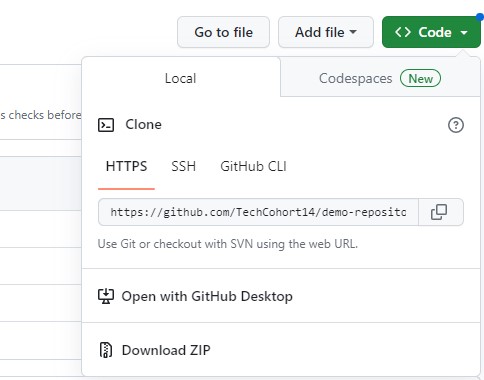 Go to file
Add file
Code
Local
Codespaces New
s checks before
Clone
HTTPS SSH GitHub CLI
https://github.com/TechCohort14/demo-reposito
Use Git or checkout with SVN using the web URL.
Open with GitHub Desktop
Download ZIP